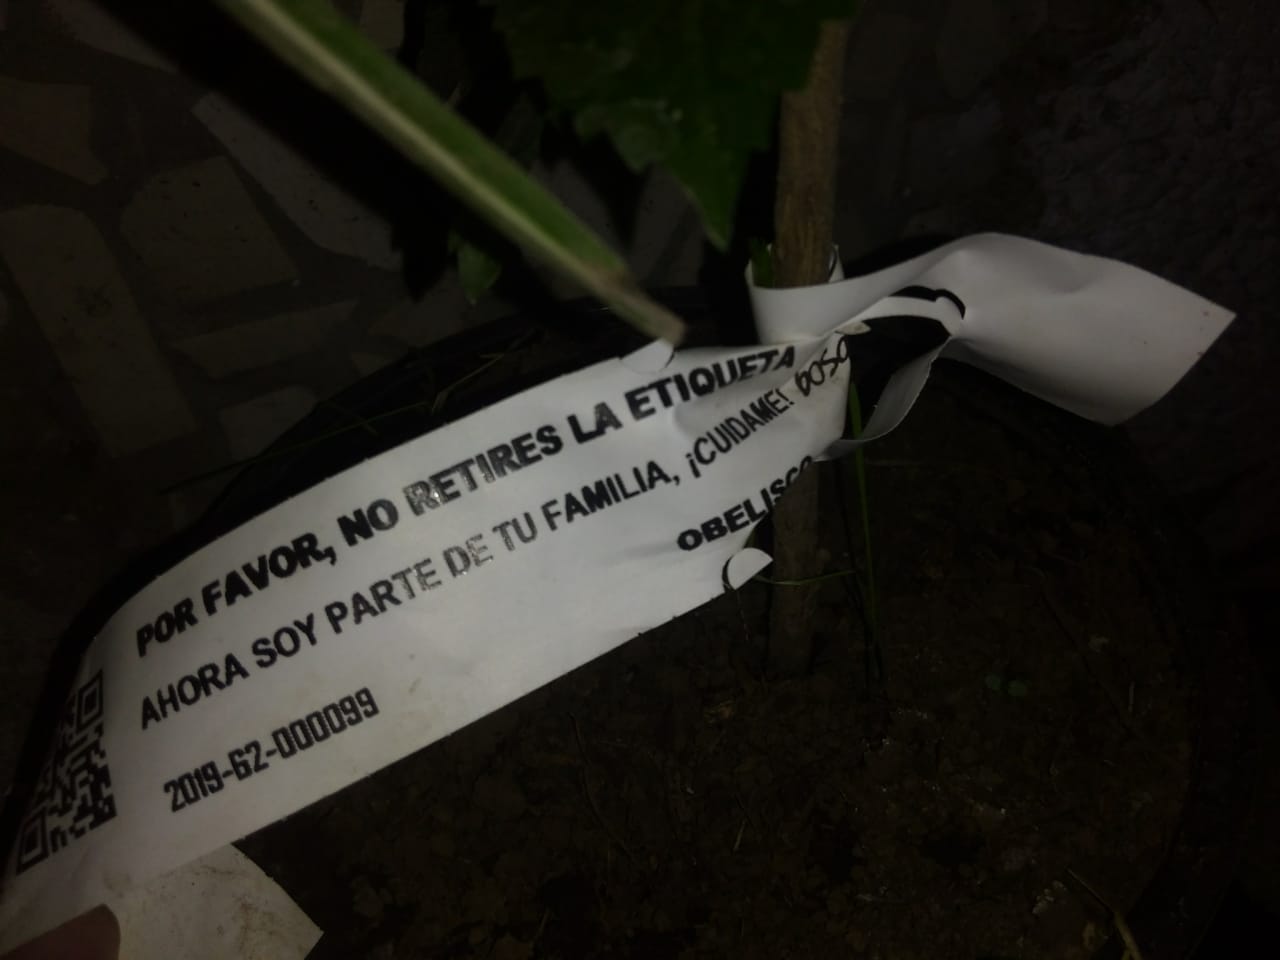 POR FAVOR, NO RETIRES LA ETIQUETA
AHORA SOY PARTE DE TU FAMILIA, ¡CUIDAME!
OBELISCO
2019-62-000099